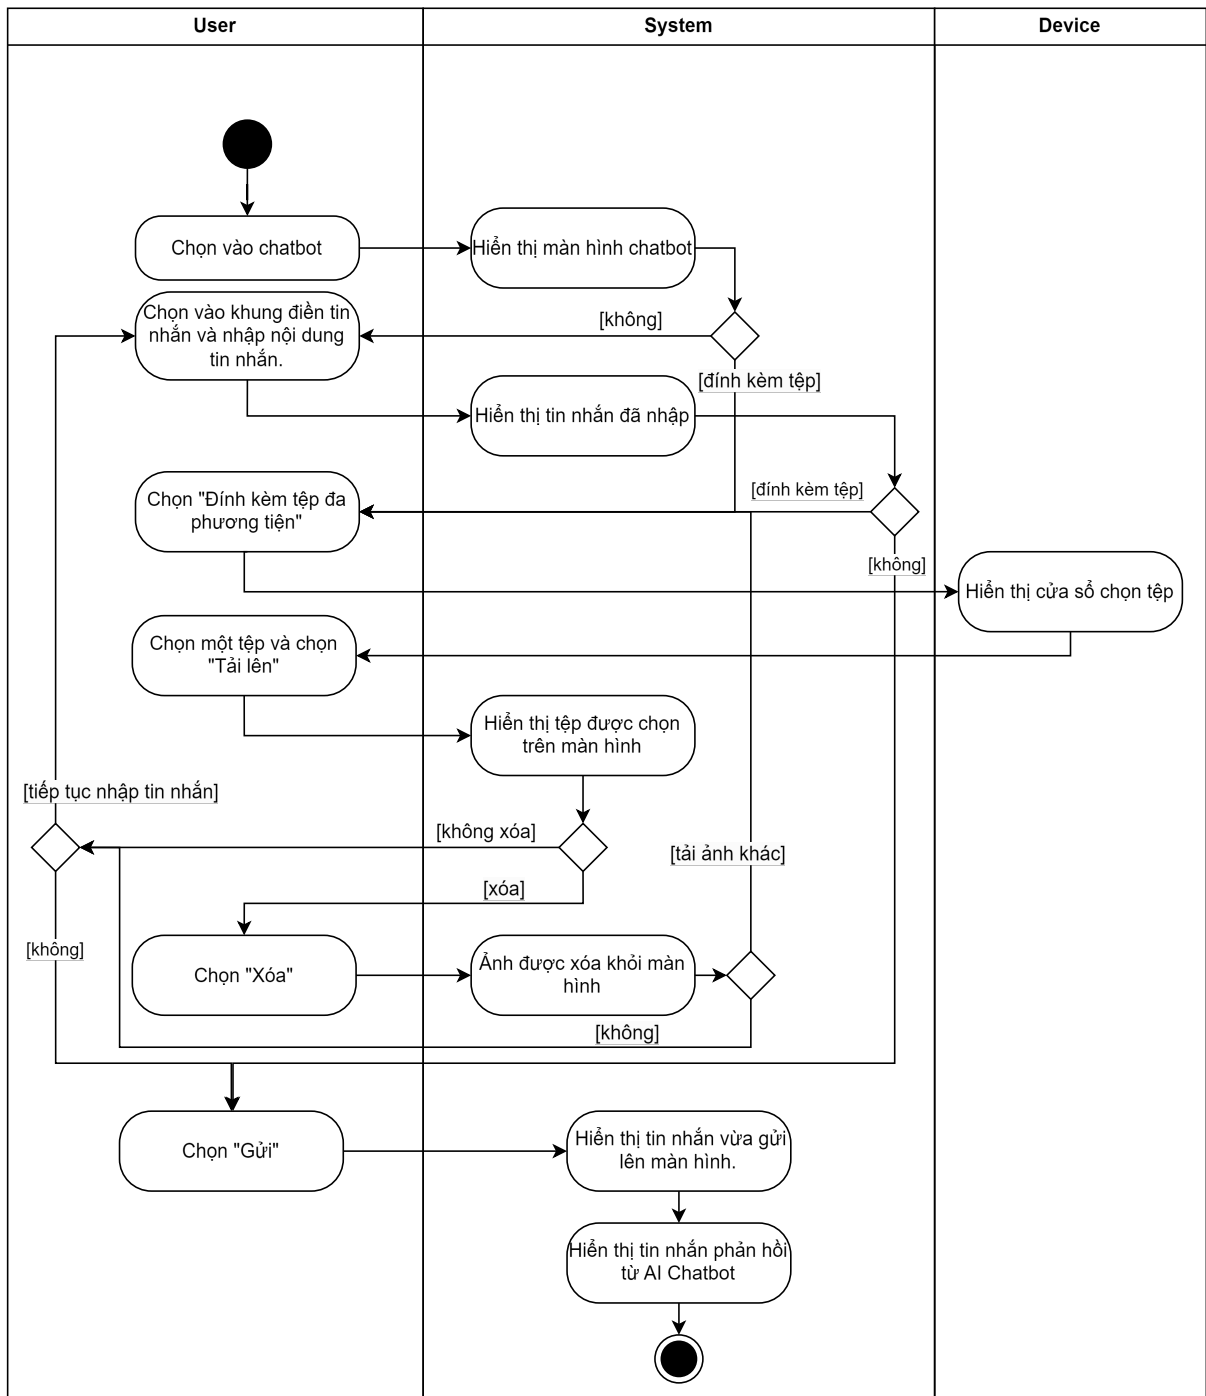 User
System
Device
Chọn vào chatbot
Hiển thị màn hình chatbot
Chọn vào khung điền tin
nhắn và nhập nội dung
tin nhắn.
[không]
[đính kèm tệp]
Hiển thị tin nhắn đã nhập
Chọn "Đính kèm tệp đa
phương tiện"
[đính kèm tệp]
[không]
Hiển thị cửa sổ chọn tệp
Chọn một tệp và chọn
"Tải lên"
Hiển thị tệp được chọn
trên màn hình
[tiếp tục nhập tin nhắn]
[không xóa]
[tải ảnh khác]
[xóa]
[không]
Chọn "Xóa"
Ảnh được xóa khỏi màn
hình
[không]
Chọn "Gửi"
Hiển thị tin nhắn vừa gửi
lên màn hình.
Hiển thị tin nhắn phản hồi
từ AI Chatbot